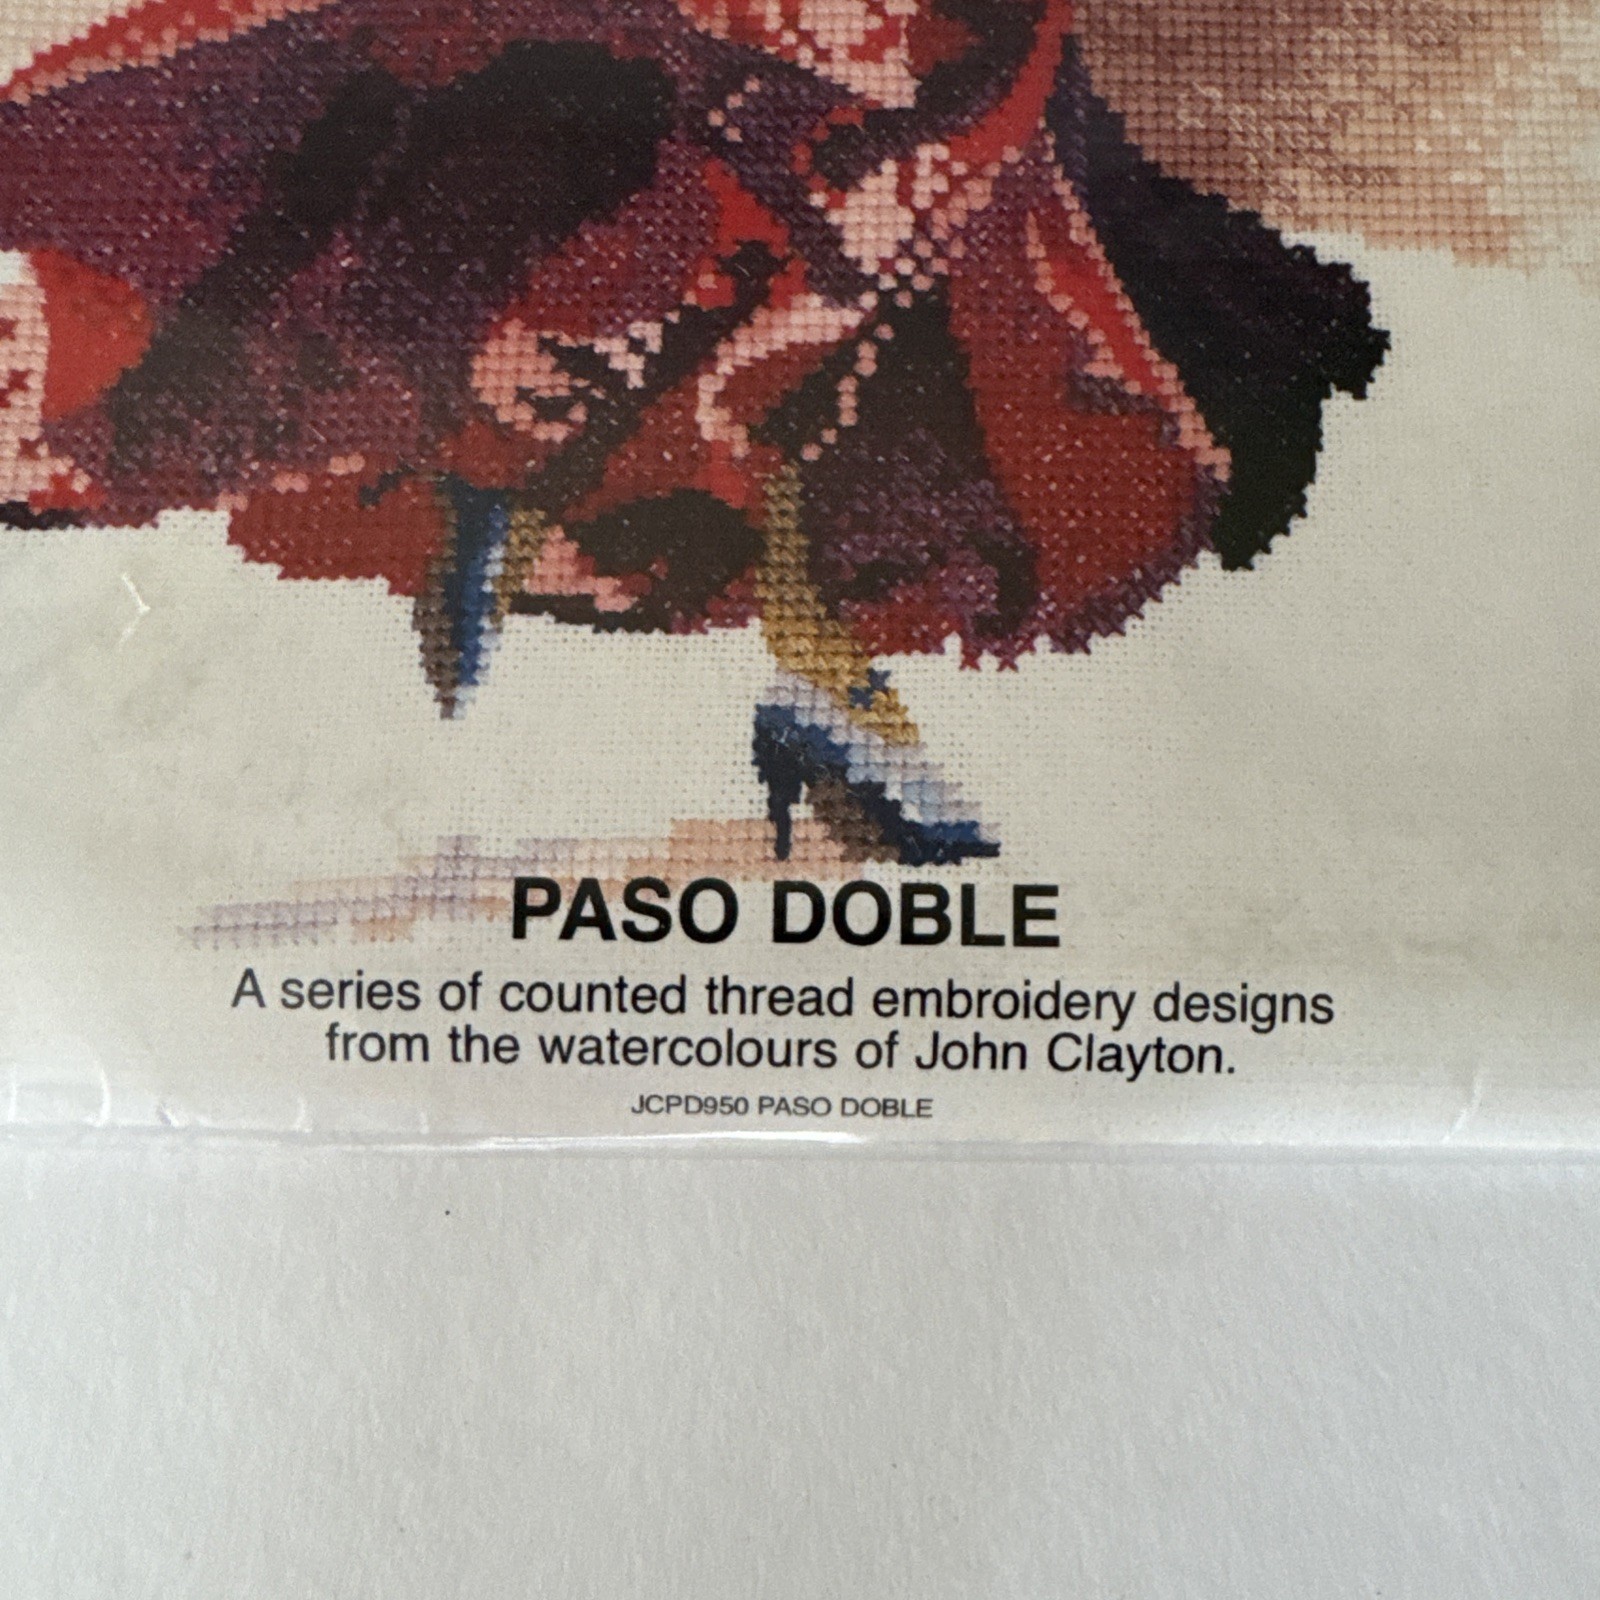 PASO DOBLE
A series of counted thread embroidery designs
from the watercolours of John Clayton.
JCPD950 PASO DOBLE